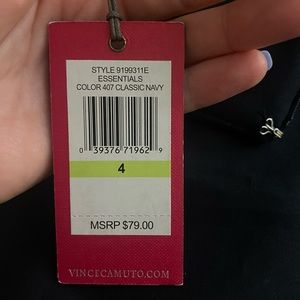 STYLE 9199311E
ESSENTIALS
COLOR 407 CLASSIC NAVY
0 39376 71962 9
4
MSRP $79.00
VINCECAMUTO.COM